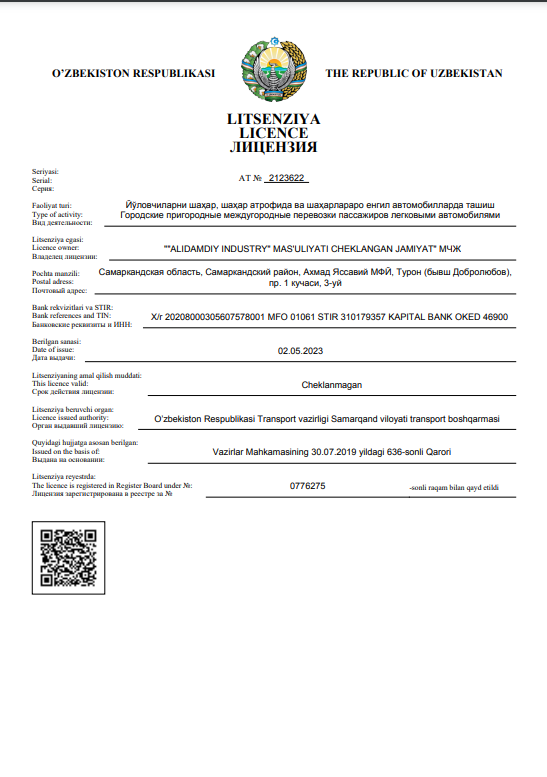 O'ZBEKISTON RESPUBLIKASI
THE REPUBLIC OF UZBEKISTAN
LITSENZIYA
LICENCE
ЛИЦЕНЗИЯ
Seriyasi:
Serial:
Серия:
AT № 2123622
Faoliyat turi:
Type of activity:
Вид деятельности:
Йўловчиларни шаҳар, шаҳар атрофида ва шаҳарлараро енгил автомобилларда ташиш
Городские пригородные междугородные перевозки пассажиров легковыми автомобилями
Litsenziya egasi:
Licence owner:
Владелец лицензии:
""ALIDAMDIY INDUSTRY" MAS'ULIYATI CHEKLANGAN JAMIYAT" МЧЖ
Pochta manzili:
Postal adress:
Почтовый адрес:
Самаркандская область, Самаркандский район, Ахмад Яссавий МФЙ, Турон (бывш Добролюбов),
пр. 1 кучаси, 3-уй
Bank rekvizitlari va STIR:
Bank references and TIN:
Банковские реквизиты и ИНН:
Х/г 20208000305607578001 MFO 01061 STIR 310179357 KAPITAL BANK OKED 46900
Berilgan sanasi:
Date of issue:
Дата выдачи:
02.05.2023
Litsenziyaning amal qilish muddati:
This licence valid:
Срок действия лицензии:
Cheklanmagan
Litsenziya beruvchi organ:
Licence issued authority:
Орган выдавший лицензию:
O'zbekiston Respublikasi Transport vazirligi Samarqand viloyati transport boshqarmasi
Quyidagi hujjatga asosan berilgan:
Issued on the basis of:
Выдана на основании:
Vazirlar Mahkamasining 30.07.2019 yildagi 636-sonli Qarori
Litsenziya reyestrda:
The licence is registered in Register Board under №:
Лицензия зарегистрирована в реестре за №
0776275
-sonli raqam bilan qayd etildi